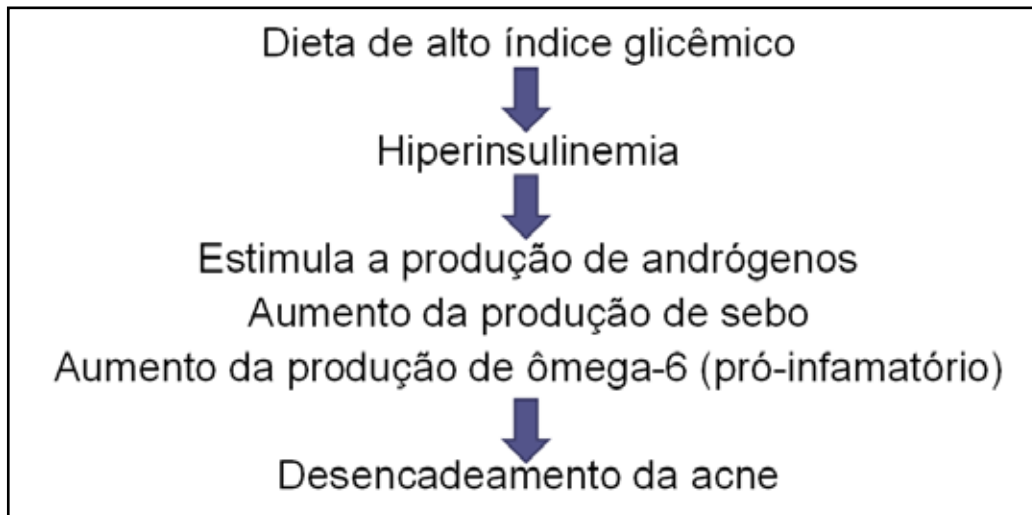 Dieta de alto índice glicêmico
Hiperinsulinemia
Estimula a produção de andrógenos
Aumento da produção de sebo
Aumento da produção de ômega-6 (pró-infamatório)
Desencadeamento da acne